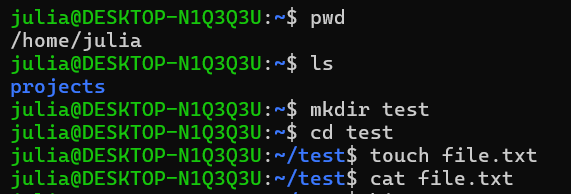 julia@DESKTOP-N1Q3Q3U:~$ pwd
/home/julia
julia@DESKTOP-N1Q3Q3U:~$ ls
projects
julia@DESKTOP-N1Q3Q3U:~$ mkdir test
julia@DESKTOP-N1Q3Q3U:~$ cd test
julia@DESKTOP-N1Q3Q3U:~/test$ touch file.txt
julia@DESKTOP-N1Q3Q3U:~/test$ cat file.txt